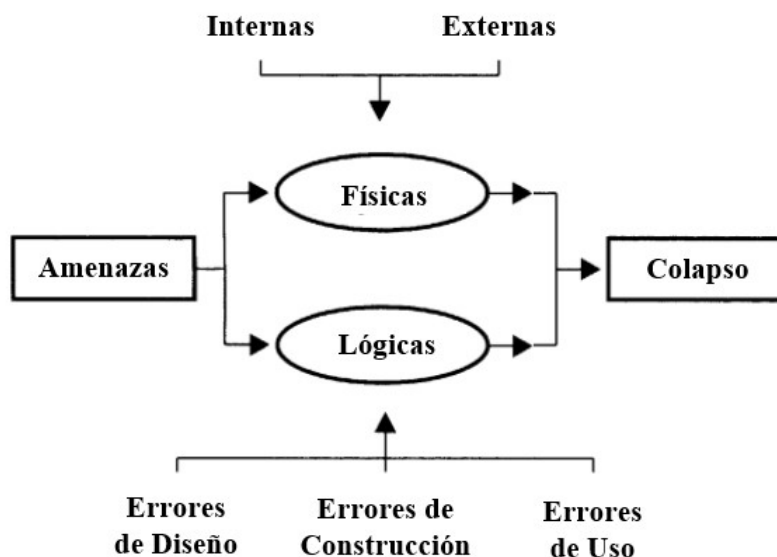 Internas
Externas
Físicas
Amenazas
Colapso
Lógicas
Errores
de Diseño
Errores de
Construcción
Errores
de Uso